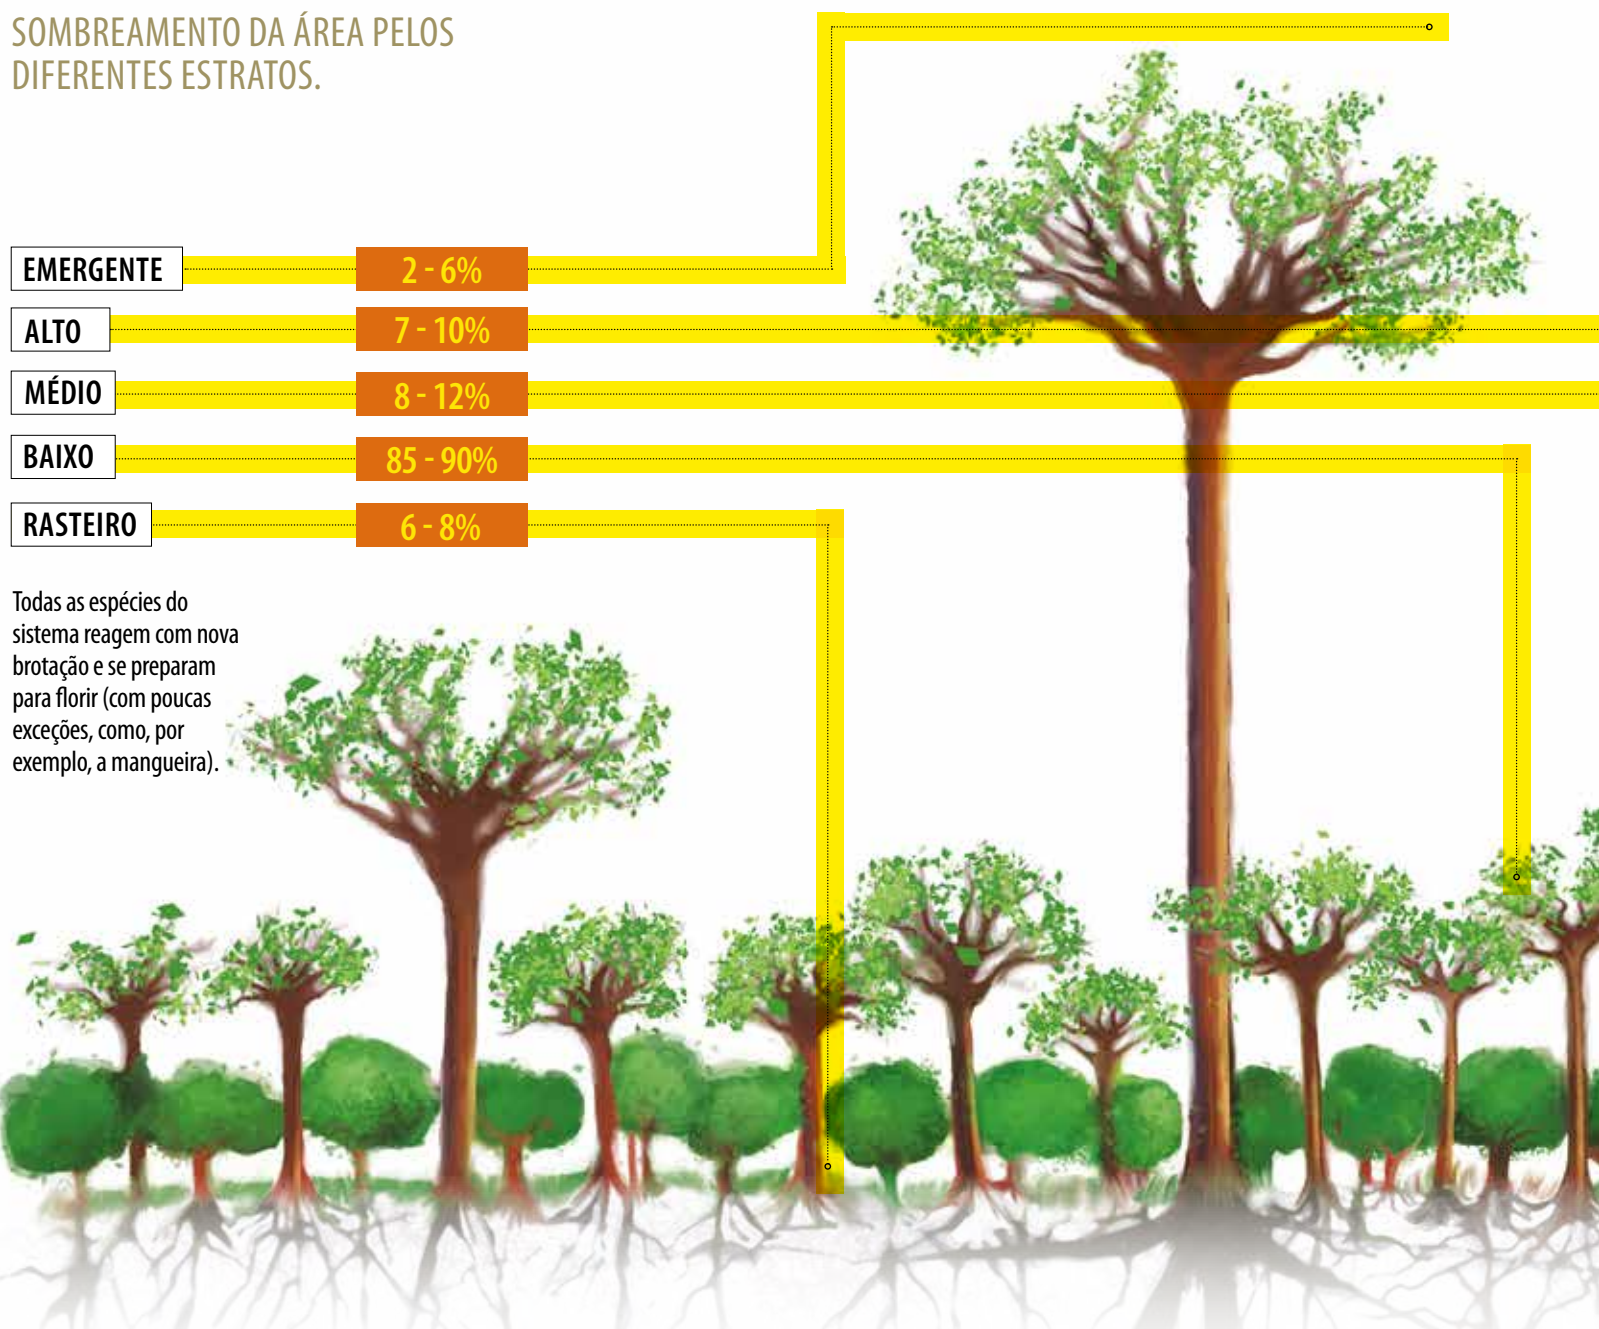 SOMBREAMENTO DA ÁREA PELOS
DIFERENTES ESTRATOS.
EMERGENTE 2 - 6%
ALTO 7 - 10%
MÉDIO 8 - 12%
BAIXO 85 - 90%
RASTEIRO 6 - 8%
Todas as espécies do
sistema reagem com nova
brotação e se preparam
para florir (com poucas
exceções, como, por
exemplo, a mangueira).